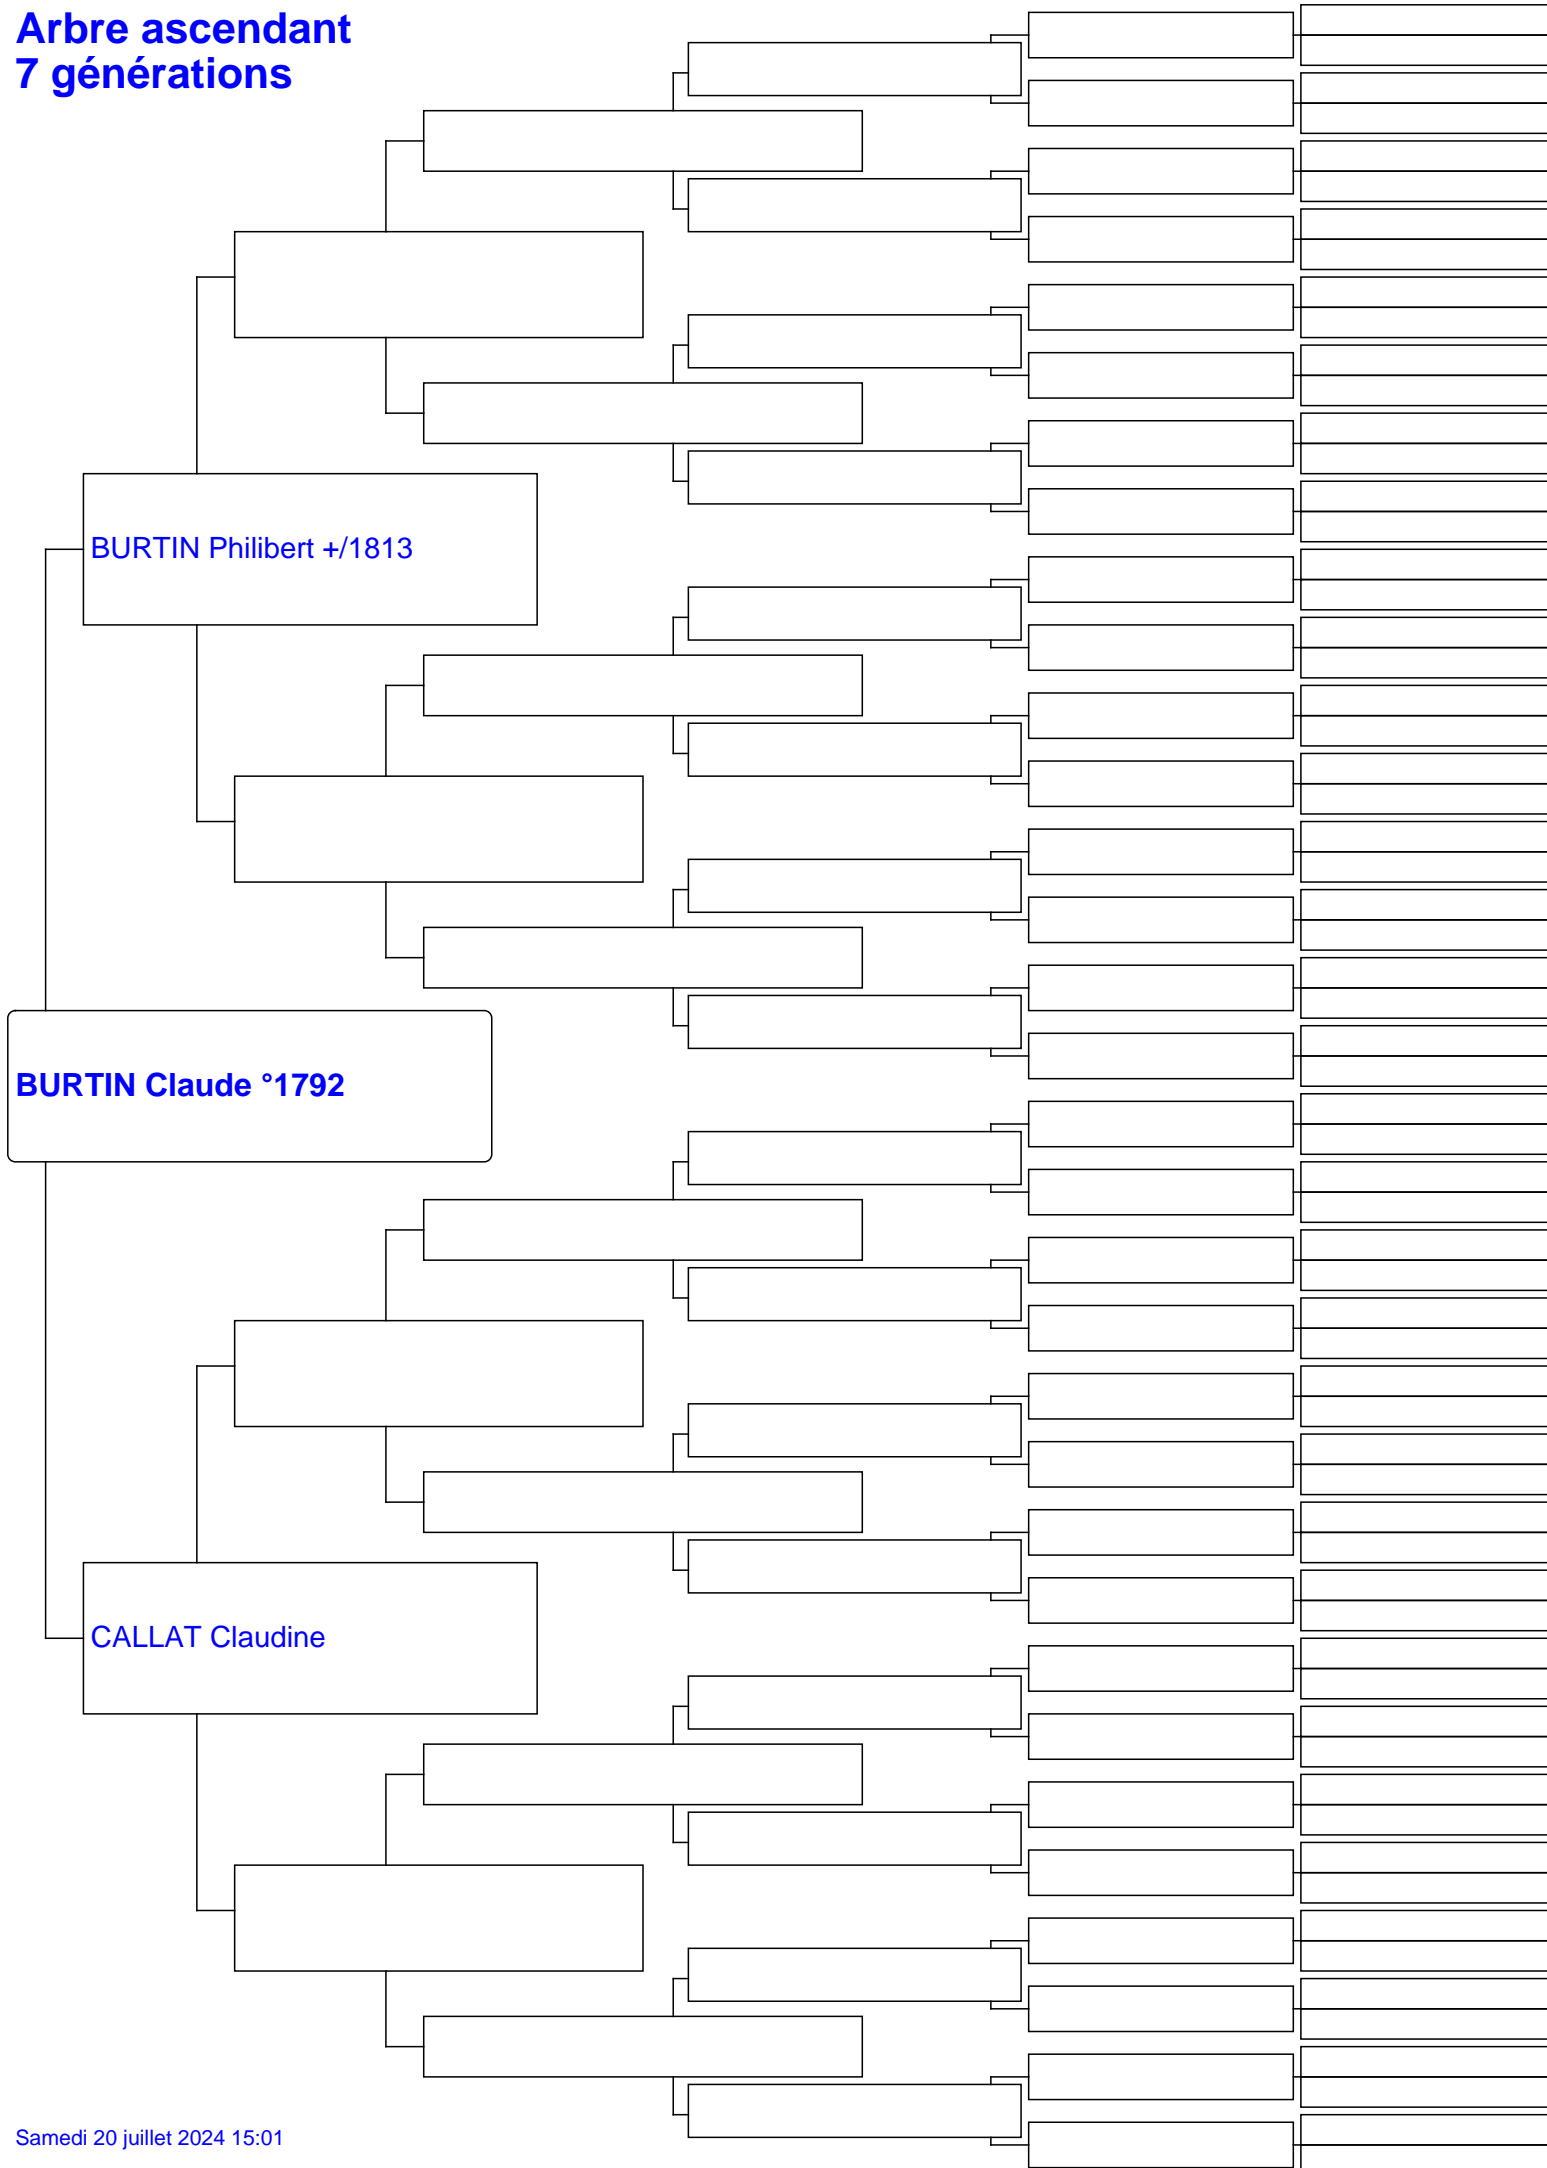 Arbre ascendant
7 générations
BURTIN Philibert +/1813
BURTIN Claude °1792
CALLAT Claudine
Samedi 20 juillet 2024 15:01